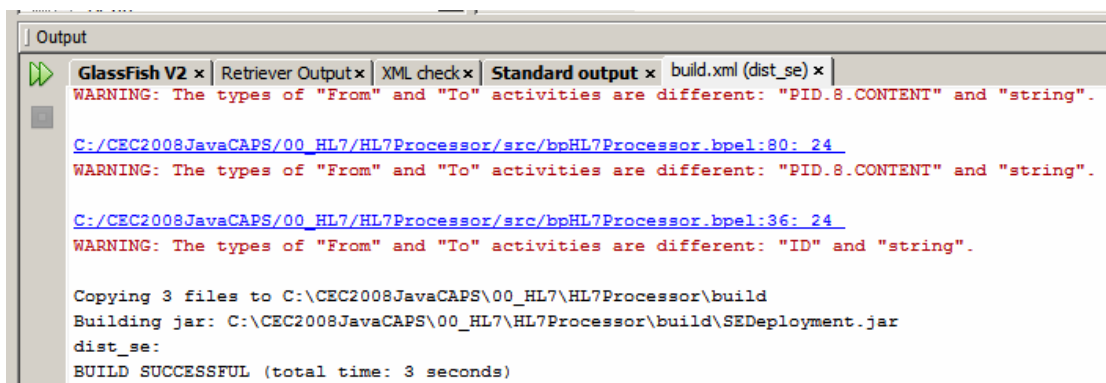 Output
GlassFish V2 x Retriever Output x XML check x Standard output x build.xml (dist_se) x
WARNING: The types of "From" and "To" activities are different: "PID.8.CONTENT" and "string".
C:/CEC2008JavaCAPS/00_HL7/HL7Processor/src/bpHL7Processor.bpel:80: 24
WARNING: The types of "From" and "To" activities are different: "PID.8.CONTENT" and "string".
C:/CEC2008JavaCAPS/00_HL7/HL7Processor/src/bpHL7Processor.bpel:36: 24
WARNING: The types of "From" and "To" activities are different: "ID" and "string".
Copying 3 files to C:\CEC2008JavaCAPS\00_HL7\HL7Processor\build
Building jar: C:\CEC2008JavaCAPS\00_HL7\HL7Processor\build\SEDeployment.jar
dist_se:
BUILD SUCCESSFUL (total time: 3 seconds)